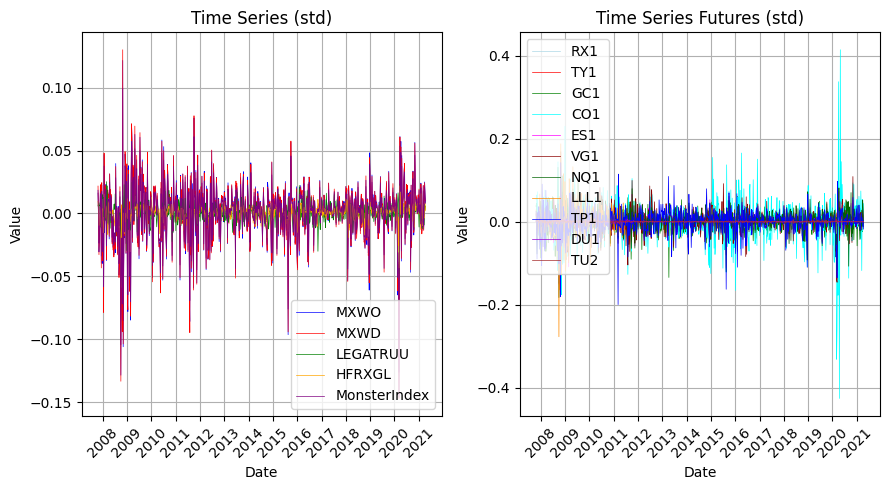 Time Series (std)
Value
0.10
0.05
0.00
−0.05
−0.10
−0.15
MXWO
MXWD
LEGATRUU
HFRXGL
MonsterIndex
2008
2009
2010
2011
2012
2013
2014
2015
2016
2017
2018
2019
2020
2021
Date
Time Series Futures (std)
Value
0.4
0.2
0.0
−0.2
−0.4
RX1
TY1
GC1
CO1
ES1
VG1
NQ1
LLL1
TP1
DU1
TU2
2008
2009
2010
2011
2012
2013
2014
2015
2016
2017
2018
2019
2020
2021
Date